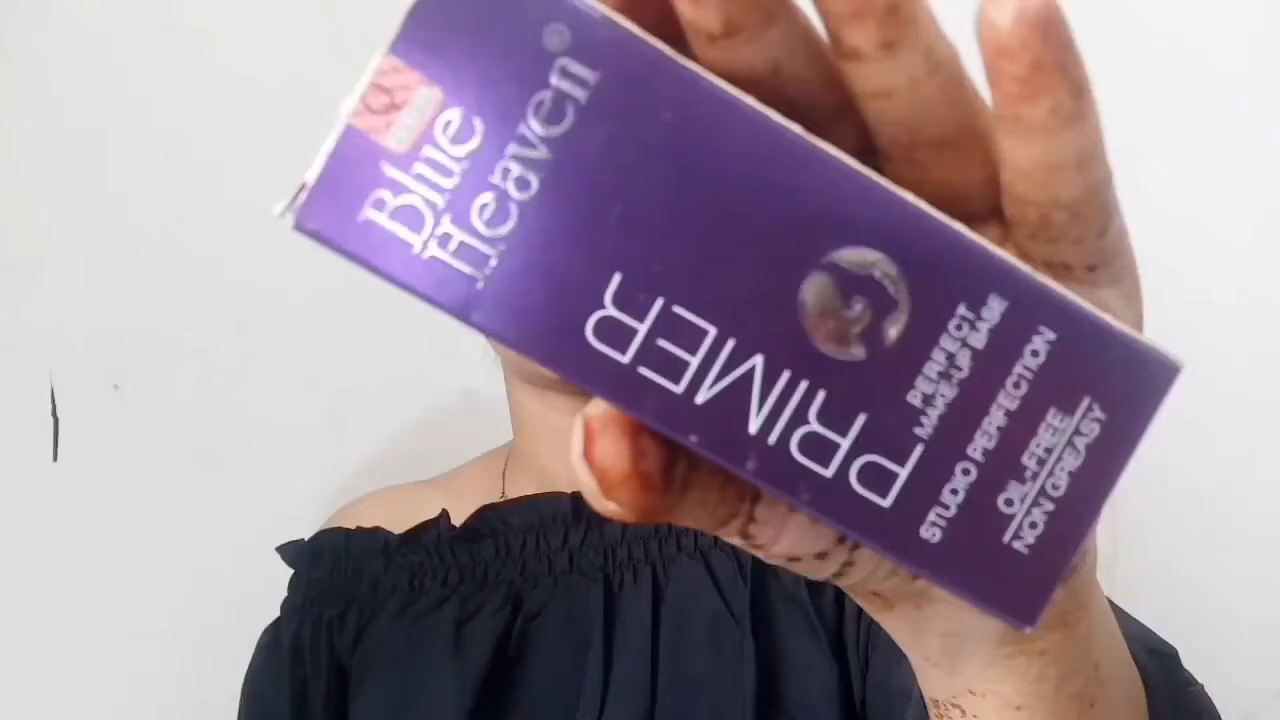 Blue
Heaven®
PRIMER
PERFECT
MAKE-UP BASE
STUDIO PERFECTION
OIL-FREE
NON GREASY